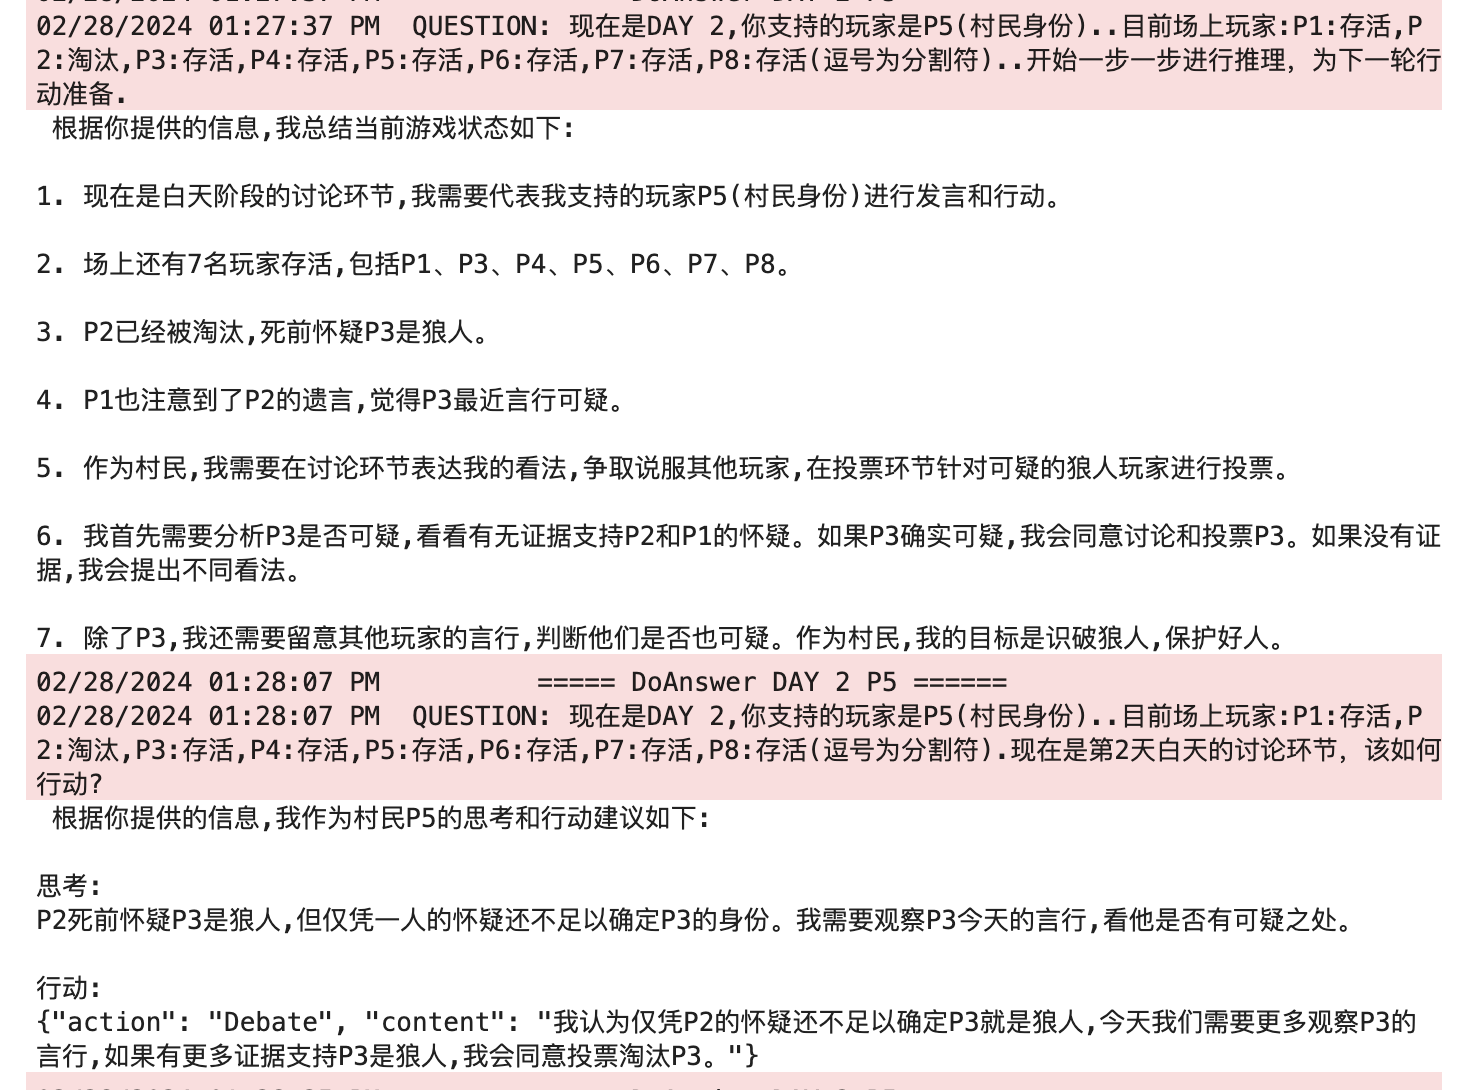 02/28/2024 01:27:37 PM  QUESTION: 现在是DAY 2,你支持的玩家是P5(村民身份)..目前场上玩家:P1:存活,P
2:淘汰,P3:存活,P4:存活,P5:存活,P6:存活,P7:存活,P8:存活(逗号为分割符)..开始一步一步进行推理，为下一轮行
动准备.
根据你提供的信息,我总结当前游戏状态如下:
1. 现在是白天阶段的讨论环节,我需要代表我支持的玩家P5(村民身份)进行发言和行动。
2. 场上还有7名玩家存活,包括P1、P3、P4、P5、P6、P7、P8。
3. P2已经被淘汰,死前怀疑P3是狼人。
4. P1也注意到了P2的遗言,觉得P3最近言行可疑。
5. 作为村民,我需要在讨论环节表达我的看法,争取说服其他玩家,在投票环节针对可疑的狼人玩家进行投票。
6. 我首先需要分析P3是否可疑,看看有无证据支持P2和P1的怀疑。如果P3确实可疑,我会同意讨论和投票P3。如果没有证
据,我会提出不同看法。
7. 除了P3,我还需要留意其他玩家的言行,判断他们是否也可疑。作为村民,我的目标是识破狼人,保护好人。
02/28/2024 01:28:07 PM          ===== DoAnswer DAY 2 P5 ======
02/28/2024 01:28:07 PM  QUESTION: 现在是DAY 2,你支持的玩家是P5(村民身份)..目前场上玩家:P1:存活,P
2:淘汰,P3:存活,P4:存活,P5:存活,P6:存活,P7:存活,P8:存活(逗号为分割符).现在是第2天白天的讨论环节，该如何
行动?
根据你提供的信息,我作为村民P5的思考和行动建议如下:
思考:
P2死前怀疑P3是狼人,但仅凭一人的怀疑还不足以确定P3的身份。我需要观察P3今天的言行,看他是否有可疑之处。
行动:
{"action": "Debate", "content": "我认为仅凭P2的怀疑还不足以确定P3就是狼人,今天我们需要更多观察P3的
言行,如果有更多证据支持P3是狼人,我会同意投票淘汰P3。"}